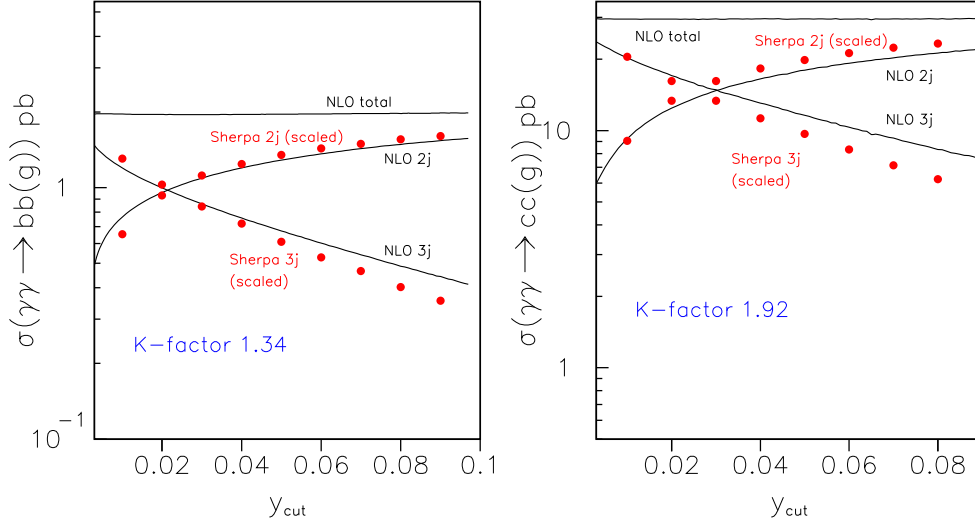 σ(γγ → bb(g)) pb
1
10⁻¹
NLO total
Sherpa 2j (scaled)
NLO 2j
NLO 3j
Sherpa 3j
(scaled)
K-factor 1.34
0.02 0.04 0.06 0.08 0.1
y_cut
σ(γγ → cc(g)) pb
10
1
NLO total
Sherpa 2j (scaled)
NLO 2j
NLO 3j
Sherpa 3j
(scaled)
K-factor 1.92
0.02 0.04 0.06 0.08
y_cut